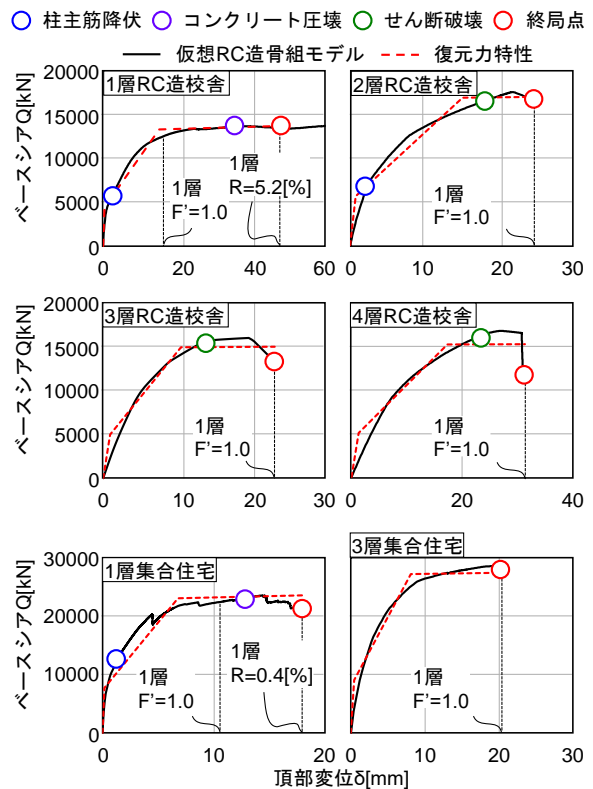 柱主筋降伏 コンクリート圧壊 せん断破壊 終局点
仮想RC造骨組モデル 復元力特性
ベースシアQ[kN]
20000
15000
10000
5000
0
1層RC造校舎
1層
F’=1.0
1層
R=5.2[%]
0 20 40 60
2層RC造校舎
1層
F’=1.0
0 10 20 30
ベースシアQ[kN]
20000
15000
10000
5000
0
3層RC造校舎
1層
F’=1.0
0 10 20 30
4層RC造校舎
1層
F’=1.0
0 20 40
ベースシアQ[kN]
30000
20000
10000
0
1層集合住宅
1層
F’=1.0
1層
R=0.4[%]
0 10 20
3層集合住宅
1層
F’=1.0
0 10 20 30
頂部変位δ[mm]